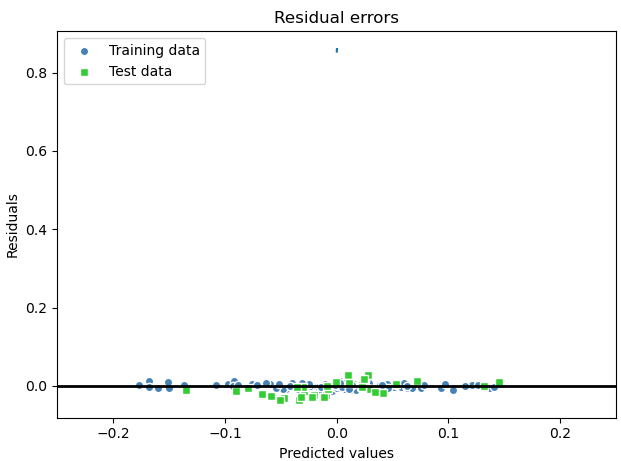 Residual errors
Training data
Test data
0.8
0.6
0.4
0.2
0.0
Residuals
−0.2
−0.1
0.0
0.1
0.2
Predicted values